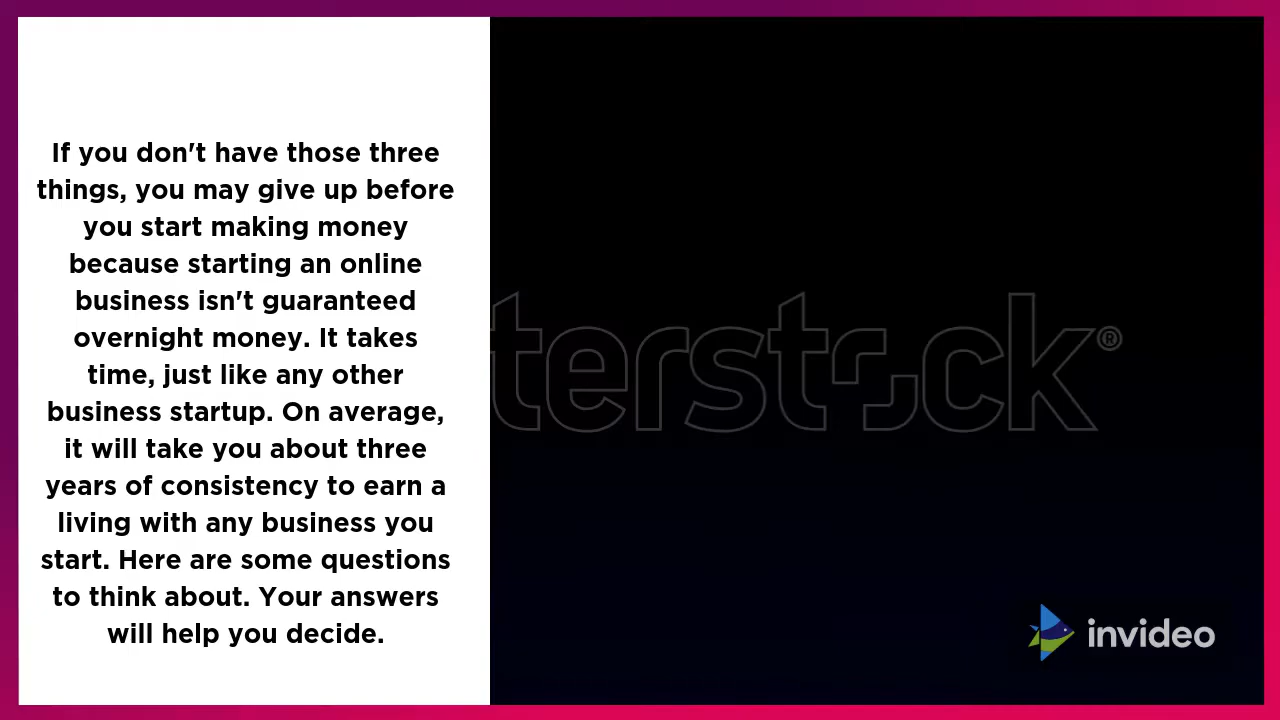 If you don't have those three
things, you may give up before
you start making money
because starting an online
business isn't guaranteed
overnight money. It takes
time, just like any other
business startup. On average,
it will take you about three
years of consistency to earn a
living with any business you
start. Here are some questions
to think about. Your answers
will help you decide.
terstock®
invideo